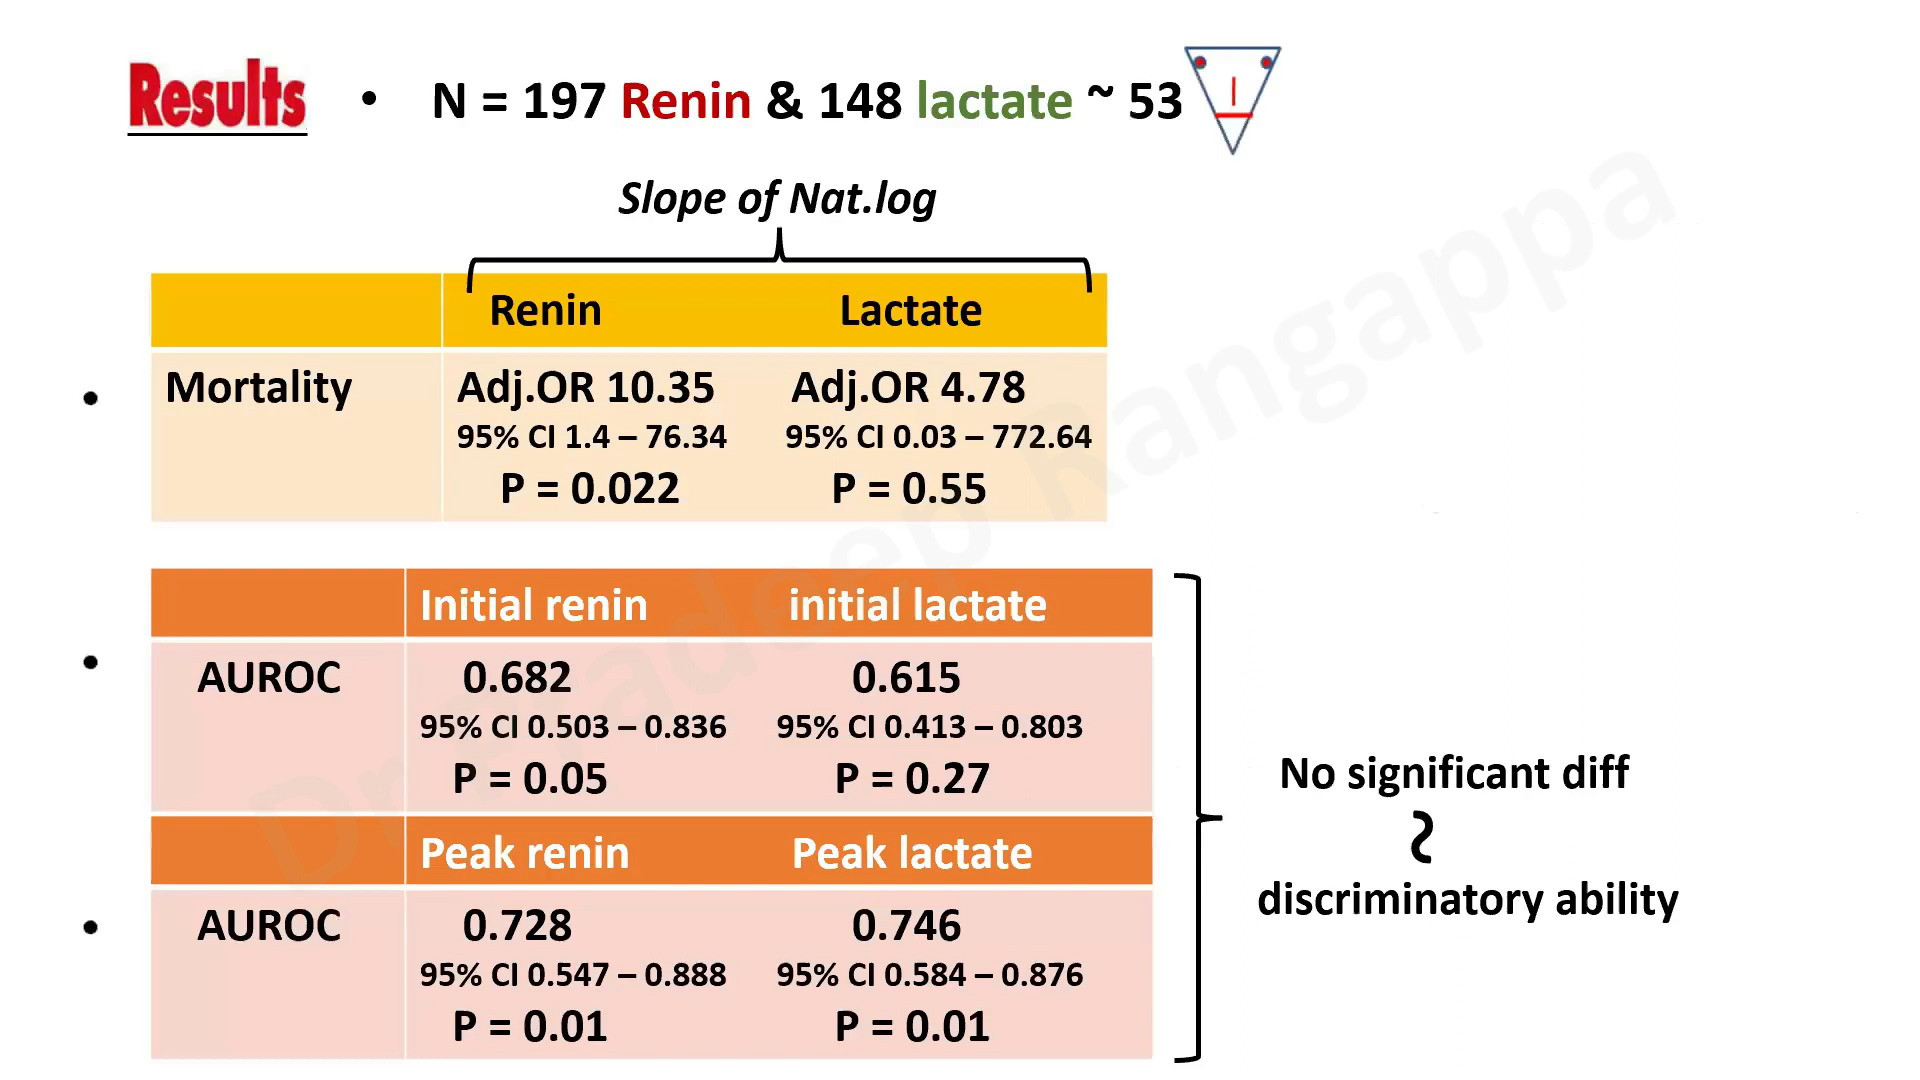 Results
• N = 197 Renin & 148 lactate ~ 53
Slope of Nat.log
Renin Lactate
• Mortality Adj.OR 10.35 Adj.OR 4.78
95% CI 1.4 – 76.34 95% CI 0.03 – 772.64
P = 0.022 P = 0.55
Initial renin initial lactate
• AUROC 0.682 0.615
95% CI 0.503 – 0.836 95% CI 0.413 – 0.803
P = 0.05 P = 0.27
Peak renin Peak lactate
• AUROC 0.728 0.746
95% CI 0.547 – 0.888 95% CI 0.584 – 0.876
P = 0.01 P = 0.01
No significant diff
~
discriminatory ability
Dr Pradeep Rangappa